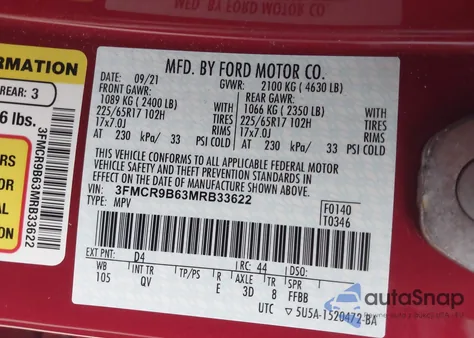 MFD. BY FORD MOTOR CO.
INFORMATION
REAR: 3
6 lbs.
3FMCR9B63MRB33622
09/21
GVWR: 2100 KG ( 4630 LB)
FRONT GAWR:
REAR GAWR:
1089 KG ( 2400 LB)
1066 KG ( 2350 LB)
225/65R17 102H TIRES 225/65R17 102H TIRES
17x7.0J RIMS 17x7.0J RIMS
AT 230 kPa/ 33 PSI COLD AT 230 kPa/ 33 PSI COLD
THIS VEHICLE CONFORMS TO ALL APPLICABLE FEDERAL MOTOR
VEHICLE SAFETY AND THEFT PREVENTION STANDARDS IN EFFECT
ON THE DATE OF MANUFACTURE SHOWN ABOVE.
VIN: 3FMCR9B63MRB33622
TYPE: MPV
F0140
T0346
EXT PNT: D4 RC: 44 DSO:
WB INT TR TP/PS R AXLE TR SPR
105 QV E 3D 8 FFBB
UTC 5U5A-1520472-BA
autoSnap